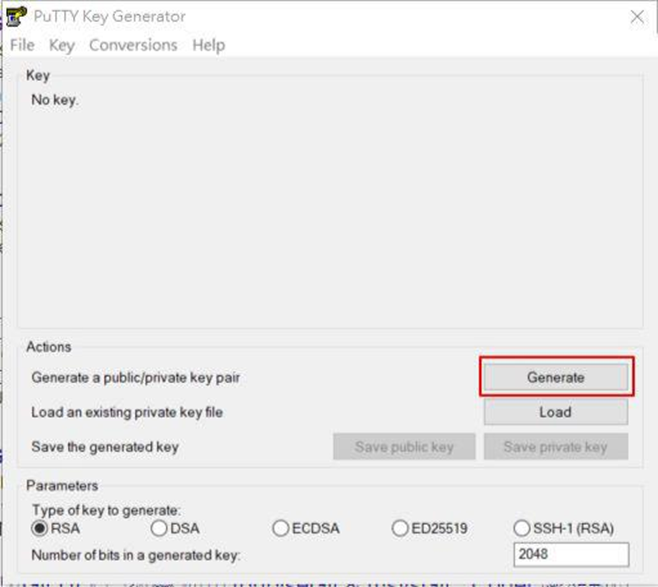 PuTTY Key Generator
File Key Conversions Help
Key
No key.
Actions
Generate a public/private key pair
Generate
Load an existing private key file
Load
Save the generated key
Save public key
Save private key
Parameters
Type of key to generate:
RSA DSA ECDSA ED25519 SSH-1 (RSA)
Number of bits in a generated key:
2048